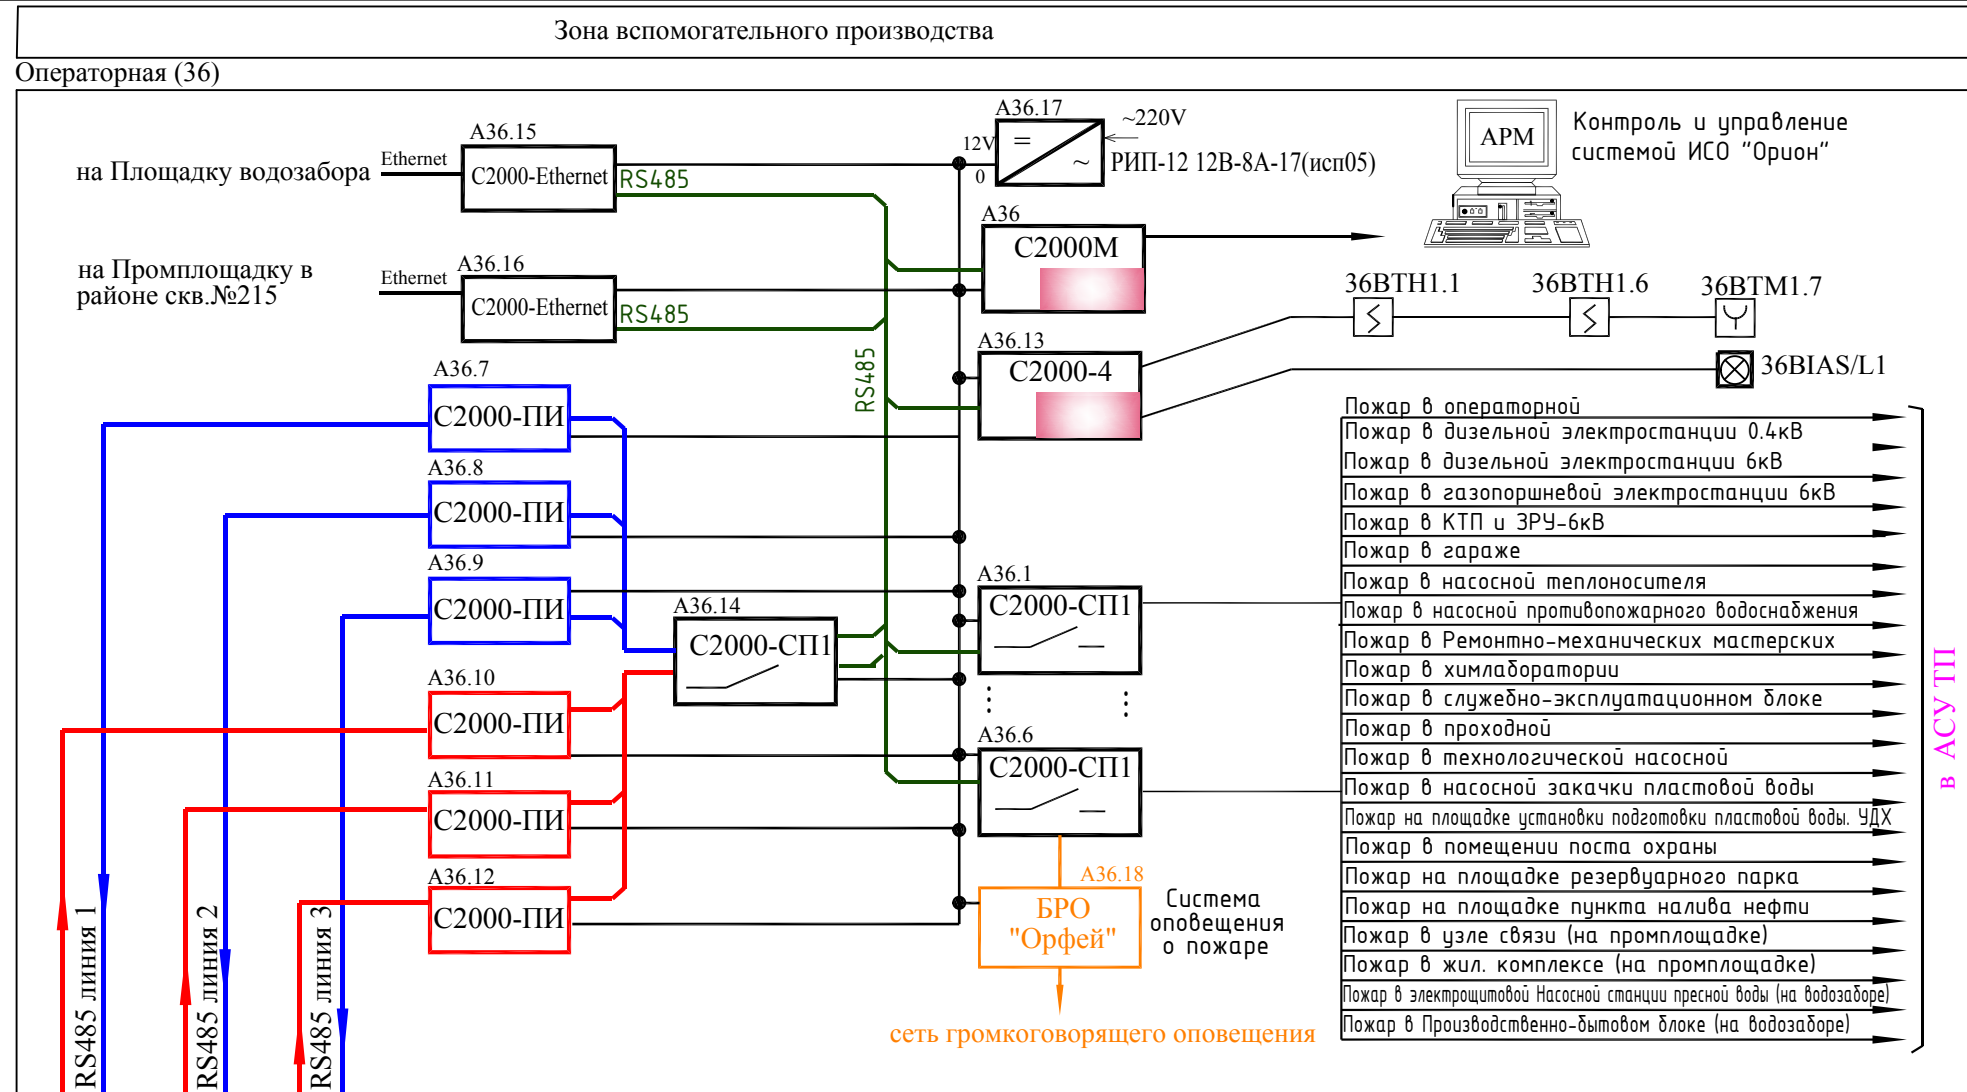 Зона вспомогательного производства
Операторная (36)
А36.15
на Площадку водозабора
Ethernet
С2000-Ethernet
RS485
А36.17
12V
0
=
~
~220V
РИП-12 12В-8А-17(исп05)
АРМ
Контроль и управление
системой ИСО "Орион"
на Промплощадку в
районе скв.№215
Ethernet
А36.16
С2000-Ethernet
RS485
А36
С2000М
36ВТН1.1
36ВТН1.6
36ВТМ1.7
RS485
А36.13
С2000-4
36BIAS/L1
А36.7
С2000-ПИ
А36.8
С2000-ПИ
А36.9
С2000-ПИ
А36.10
С2000-ПИ
А36.11
С2000-ПИ
А36.12
С2000-ПИ
А36.14
С2000-СП1
А36.1
С2000-СП1
А36.6
С2000-СП1
А36.18
БРО
"Орфей"
Система
оповещения
о пожаре
сеть громкоговорящего оповещения
Пожар в операторной
Пожар в дизельной электростанции 0.4кВ
Пожар в дизельной электростанции 6кВ
Пожар в газопоршневой электростанции 6кВ
Пожар в КТП и ЗРУ-6кВ
Пожар в гараже
Пожар в насосной теплоносителя
Пожар в насосной противопожарного водоснабжения
Пожар в Ремонтно-механических мастерских
Пожар в химлаборатории
Пожар в служебно-эксплуатационном блоке
Пожар в проходной
Пожар в технологической насосной
Пожар в насосной закачки пластовой воды
Пожар на площадке установки подготовки пластовой воды. УДХ
Пожар в помещении поста охраны
Пожар на площадке резервуарного парка
Пожар на площадке пункта налива нефти
Пожар в узле связи (на промплощадке)
Пожар в жил. комплексе (на промплощадке)
Пожар в электрощитовой Насосной станции пресной воды (на водозаборе)
Пожар в Производственно-бытовом блоке (на водозаборе)
в АСУ ТП
RS485 линия 1
RS485 линия 2
RS485 линия 3